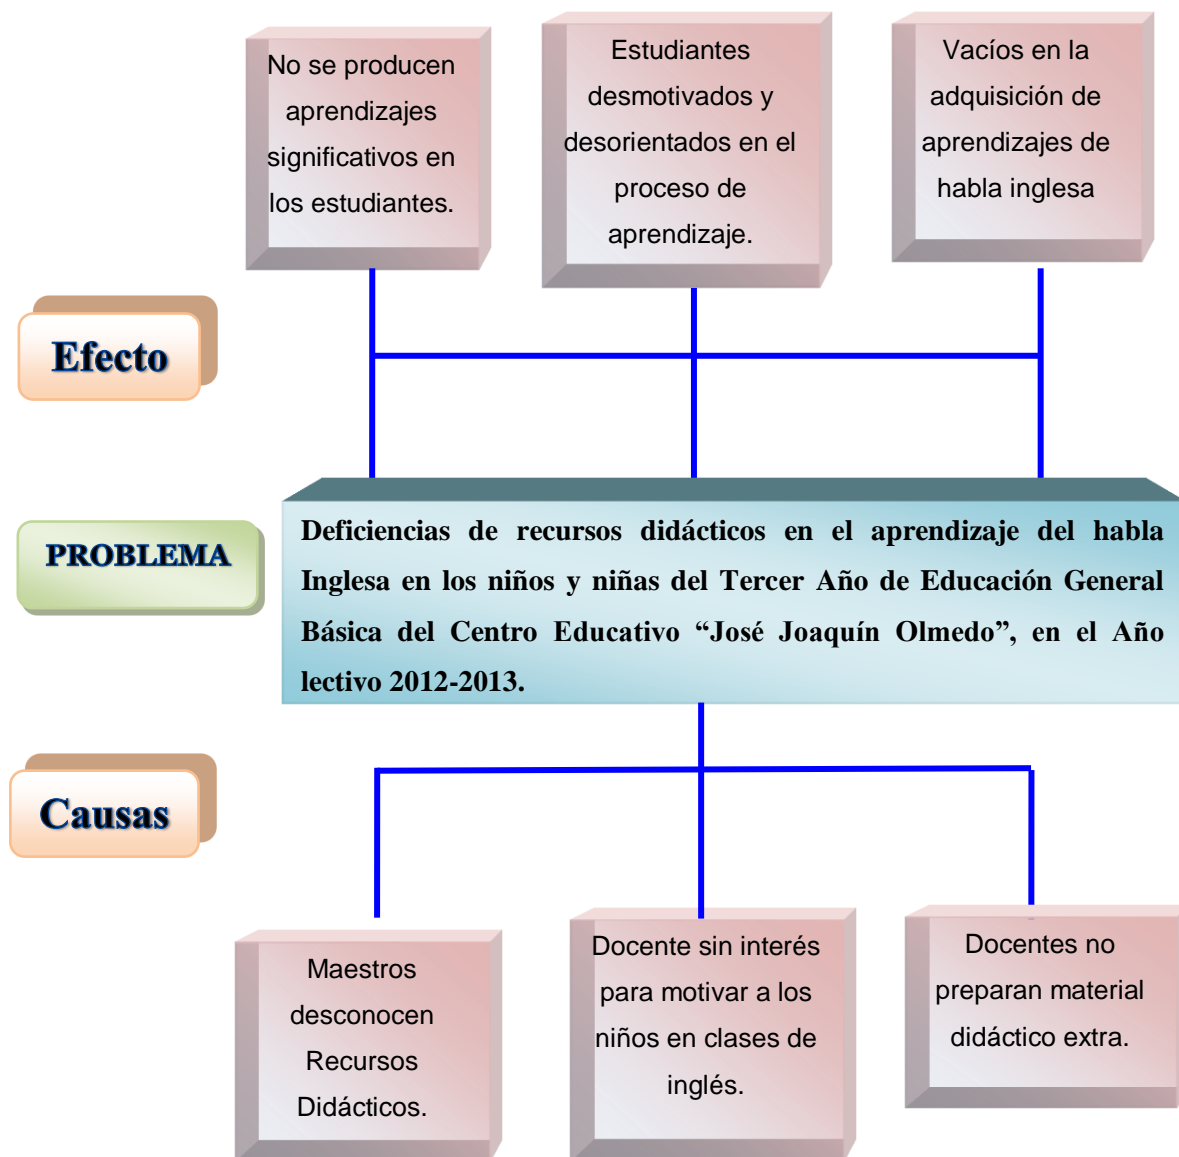 No se producen
aprendizajes
significativos en
los estudiantes.
Estudiantes
desmotivados y
desorientados en el
proceso de
aprendizaje.
Vacíos en la
adquisición de
aprendizajes de
habla inglesa
Efecto
PROBLEMA
Deficiencias de recursos didácticos en el aprendizaje del habla
Inglesa en los niños y niñas del Tercer Año de Educación General
Básica del Centro Educativo “José Joaquín Olmedo”, en el Año
lectivo 2012-2013.
Causas
Maestros
desconocen
Recursos
Didácticos.
Docente sin interés
para motivar a los
niños en clases de
inglés.
Docentes no
preparan material
didáctico extra.